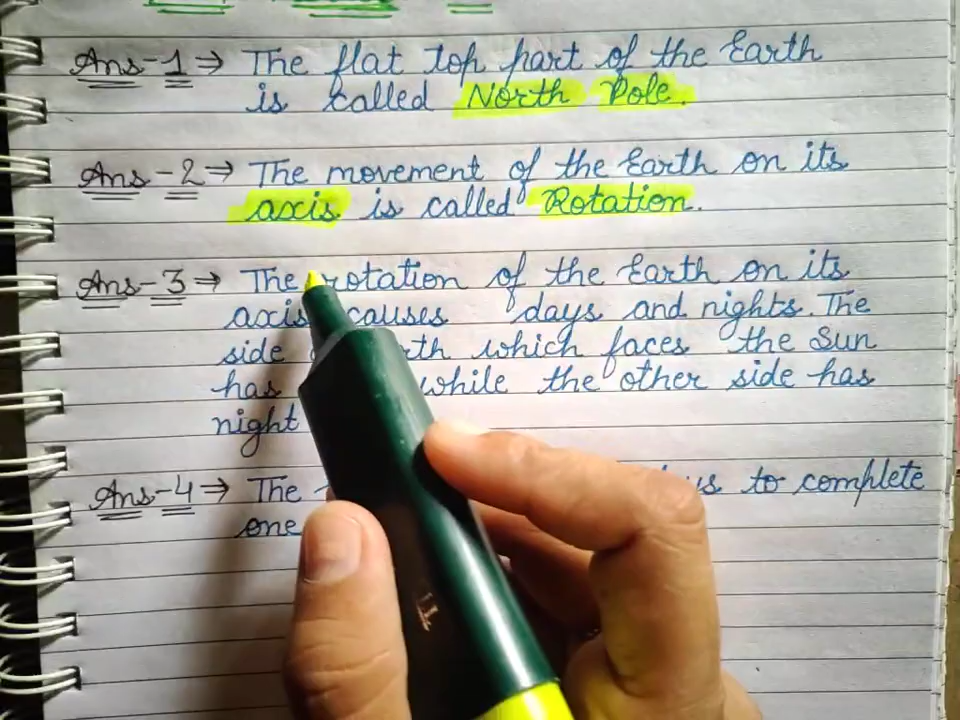 Ans-1⇒ The flat top part of the Earth
is called North Pole.
Ans-2⇒ The movement of the Earth on its
axis is called Rotation.
Ans-3⇒ The rotation of the Earth on its
axis causes days and nights. The
side which faces the Sun
has while the other side has
night
Ans-4⇒ The to complete
one